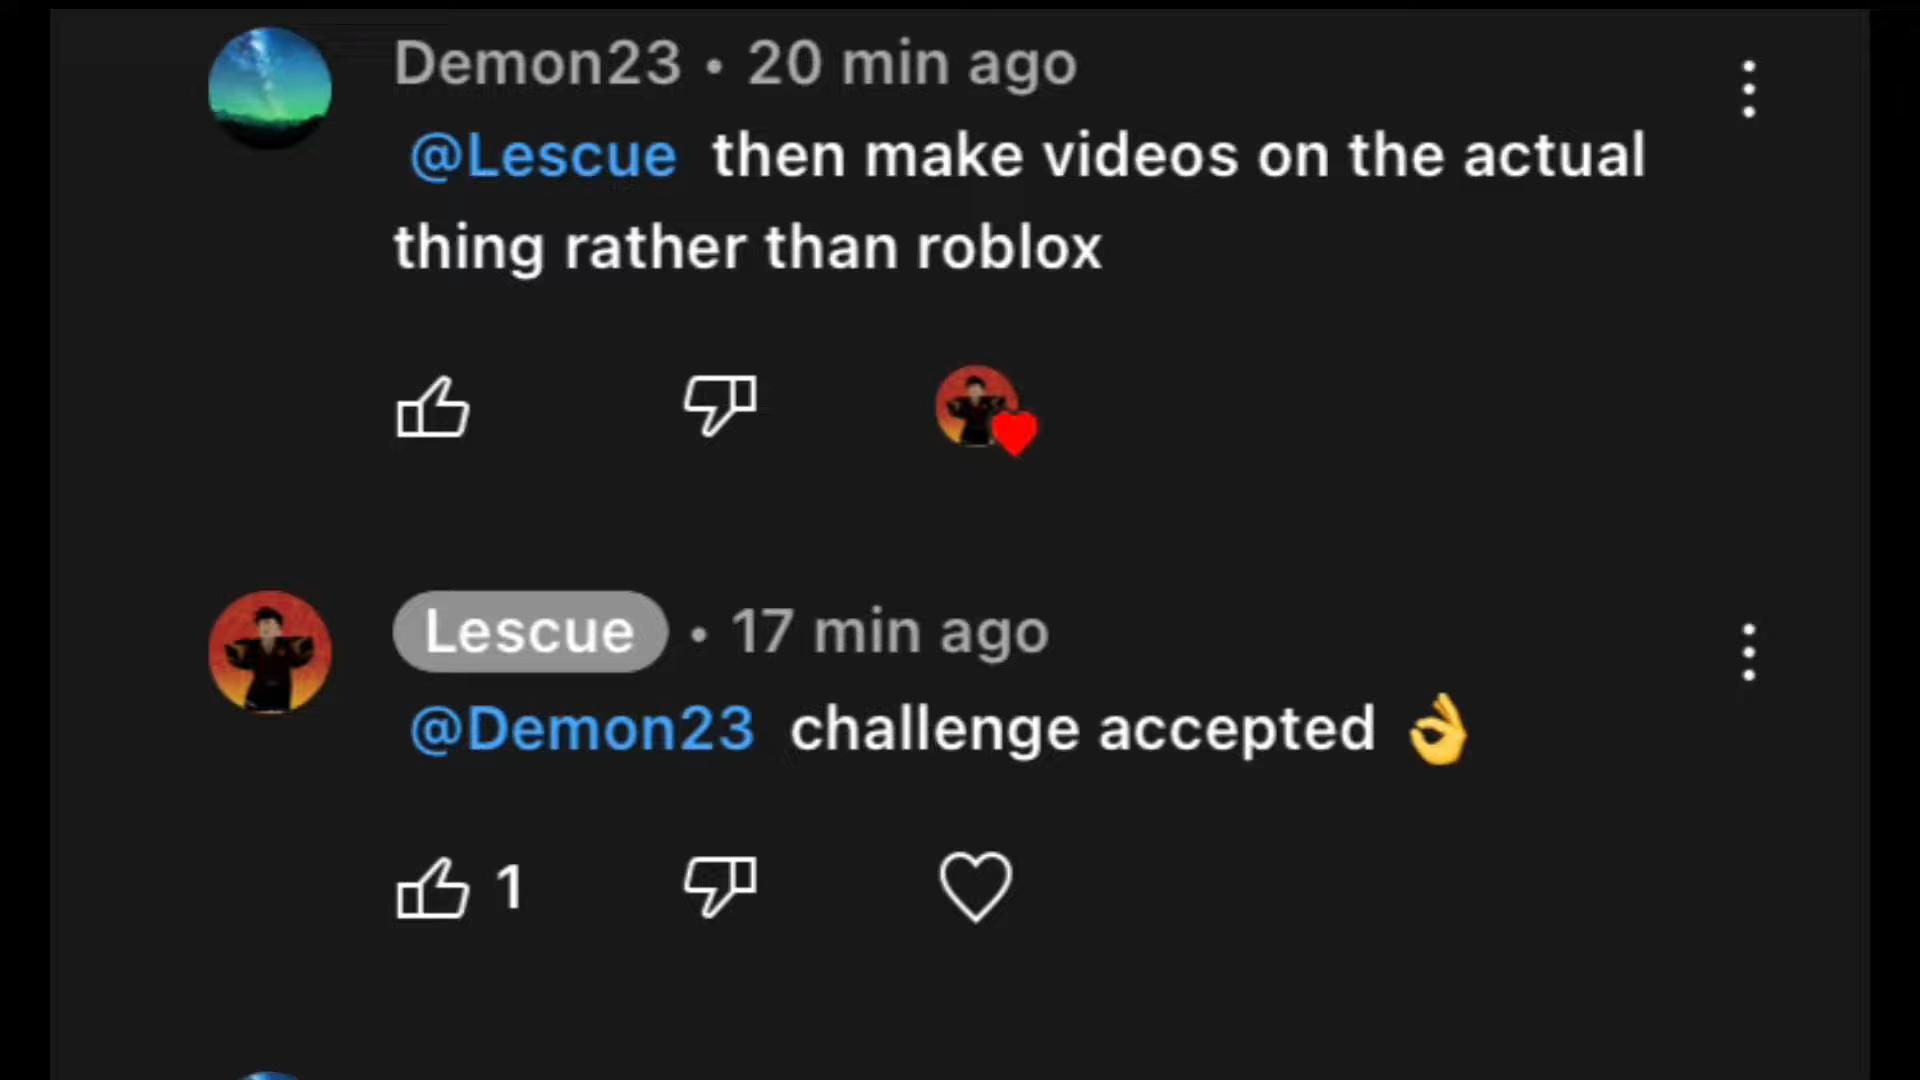 Demon23 • 20 min ago
@Lescue then make videos on the actual
thing rather than roblox
Lescue • 17 min ago
@Demon23 challenge accepted 👌
1